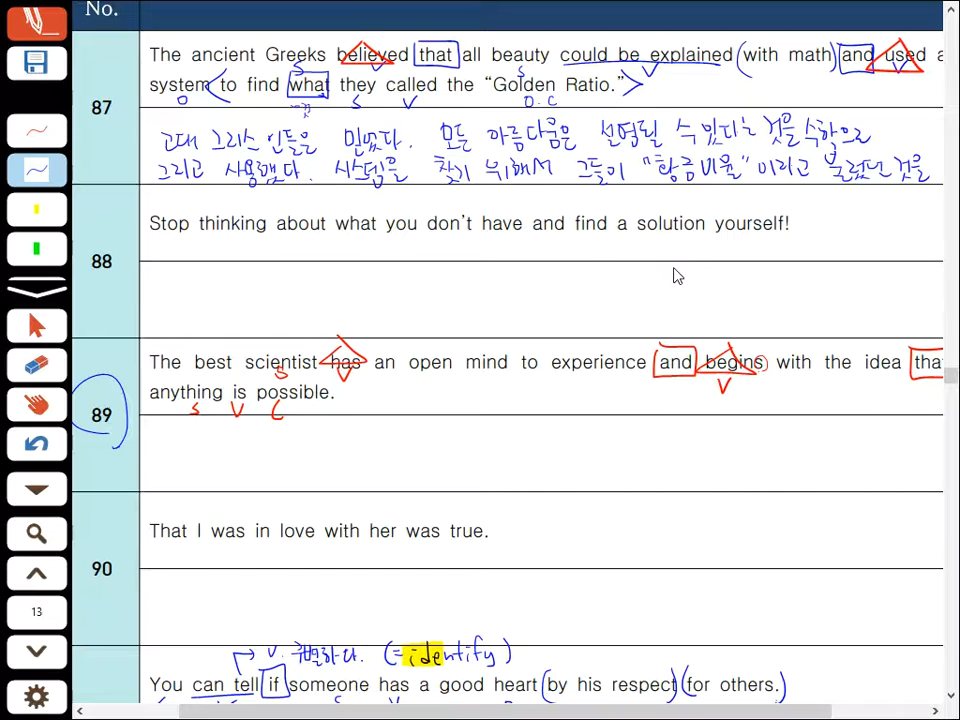 No.
The ancient Greeks believed that all beauty could be explained (with math) and used a
system to find what they called the “Golden Ratio.”
87
고대 그리스 인들은 믿었다. 모든 아름다움은 설명될 수 있다는 것을 수학으로
그리고 사용했다. 시스템을 찾기 위해서 그들이 "황금비율" 이라고 불렀던 것을
Stop thinking about what you don’t have and find a solution yourself!
88
The best scientist has an open mind to experience and begins with the idea tha
anything is possible.
S V C
89
That I was in love with her was true.
90
v. 구별하다. (= identify)
You can tell if someone has a good heart (by his respect) (for others.)
13